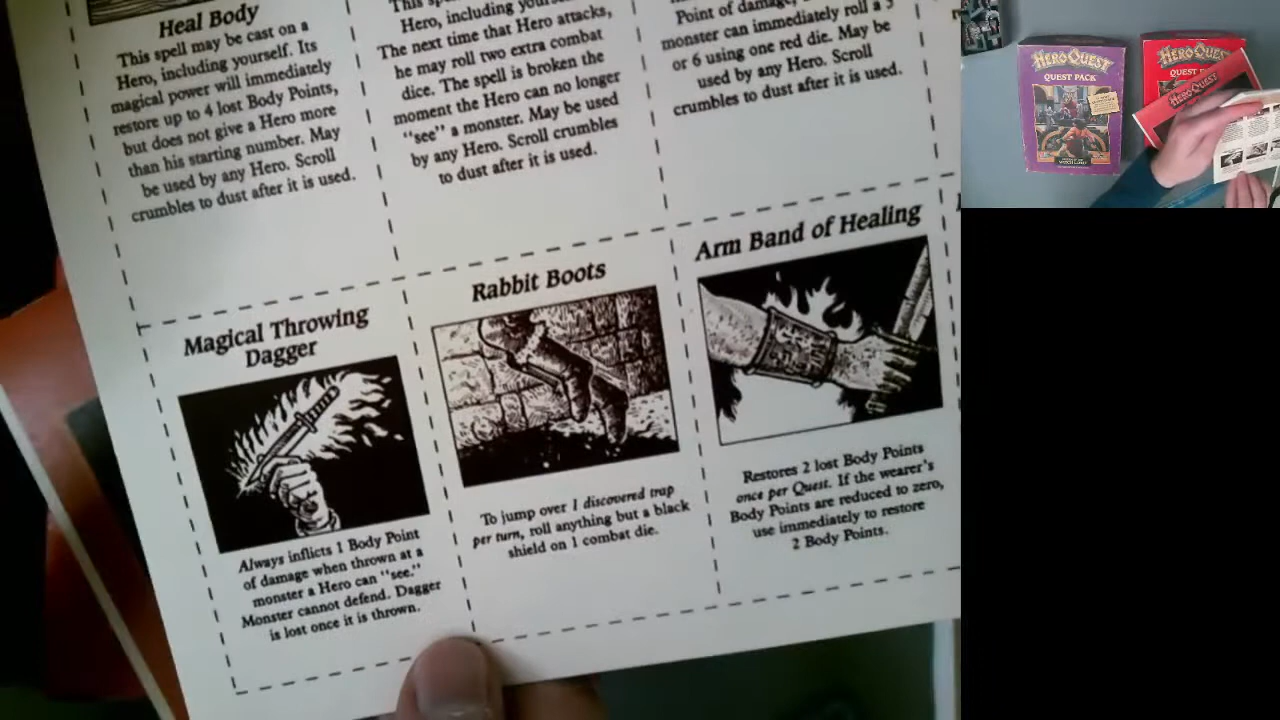 Heal Body
This spell may be cast on a
Hero, including yourself. Its
magical power will immediately
restore up to 4 lost Body Points,
but does not give a Hero more
than his starting number. May
be used by any Hero. Scroll
crumbles to dust after it is used.
Hero, including yourself.
The next time that Hero attacks,
he may roll two extra combat
dice. The spell is broken the
moment the Hero can no longer
"see" a monster. May be used
by any Hero. Scroll crumbles
to dust after it is used.
Point of damage,
monster can immediately roll a 5
or 6 using one red die. May be
used by any Hero. Scroll
crumbles to dust after it is used.
Magical Throwing
Dagger
Always inflicts 1 Body Point
of damage when thrown at a
monster a Hero can "see."
Monster cannot defend. Dagger
is lost once it is thrown.
Rabbit Boots
To jump over 1 discovered trap
per turn, roll anything but a black
shield on 1 combat die.
Arm Band of Healing
Restores 2 lost Body Points
once per Quest. If the wearer's
Body Points are reduced to zero,
use immediately to restore
2 Body Points.
HEROQUEST
QUEST PACK
HEROQUEST
QUEST
HEROQUEST